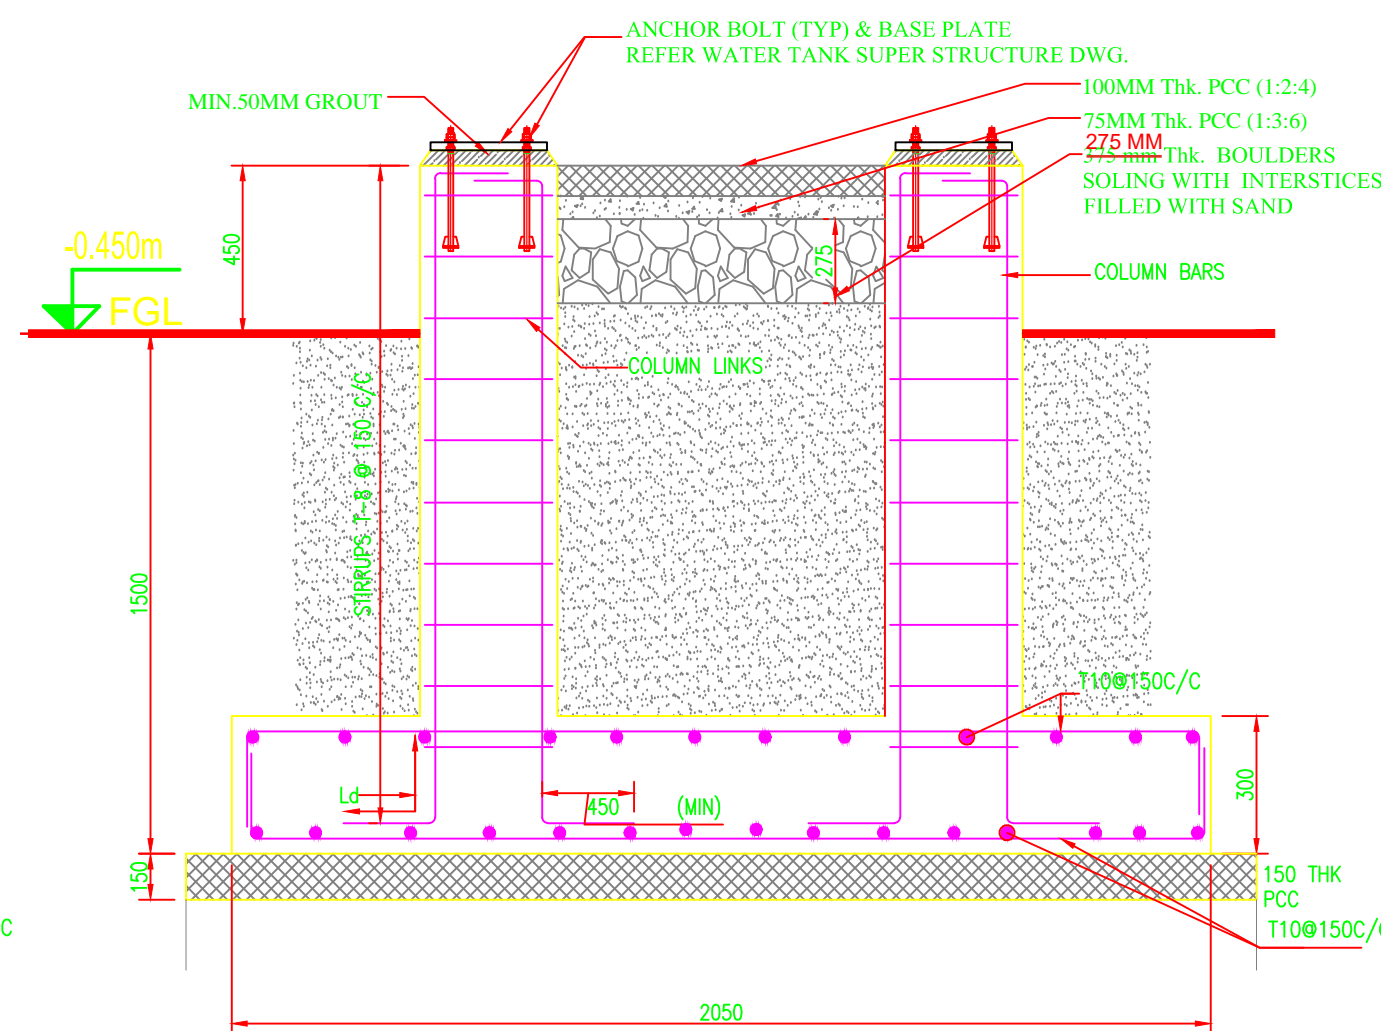 ANCHOR BOLT (TYP) & BASE PLATE
REFER WATER TANK SUPER STRUCTURE DWG.
MIN.50MM GROUT
100MM Thk. PCC (1:2:4)
75MM Thk. PCC (1:3:6)
275 MM
375 mm Thk. BOULDERS
SOLING WITH INTERSTICES
FILLED WITH SAND
-0.450m
FGL
450
275
COLUMN BARS
COLUMN LINKS
STIRRUPS T-8 @ 150 C/C
1500
T10@150C/C
Ld
450 (MIN)
300
150
150 THK
PCC
C
T10@150C/
2050